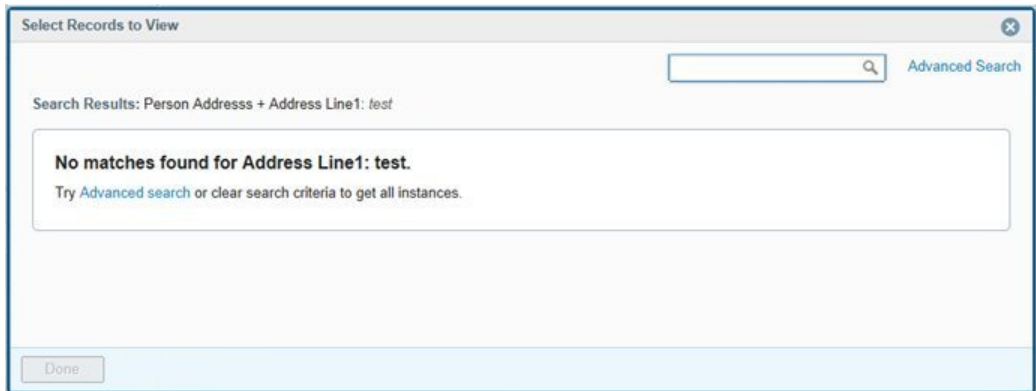 Select Records to View
Advanced Search
Search Results: Person Addresss + Address Line1: test
No matches found for Address Line1: test.
Try Advanced search or clear search criteria to get all instances.
Done